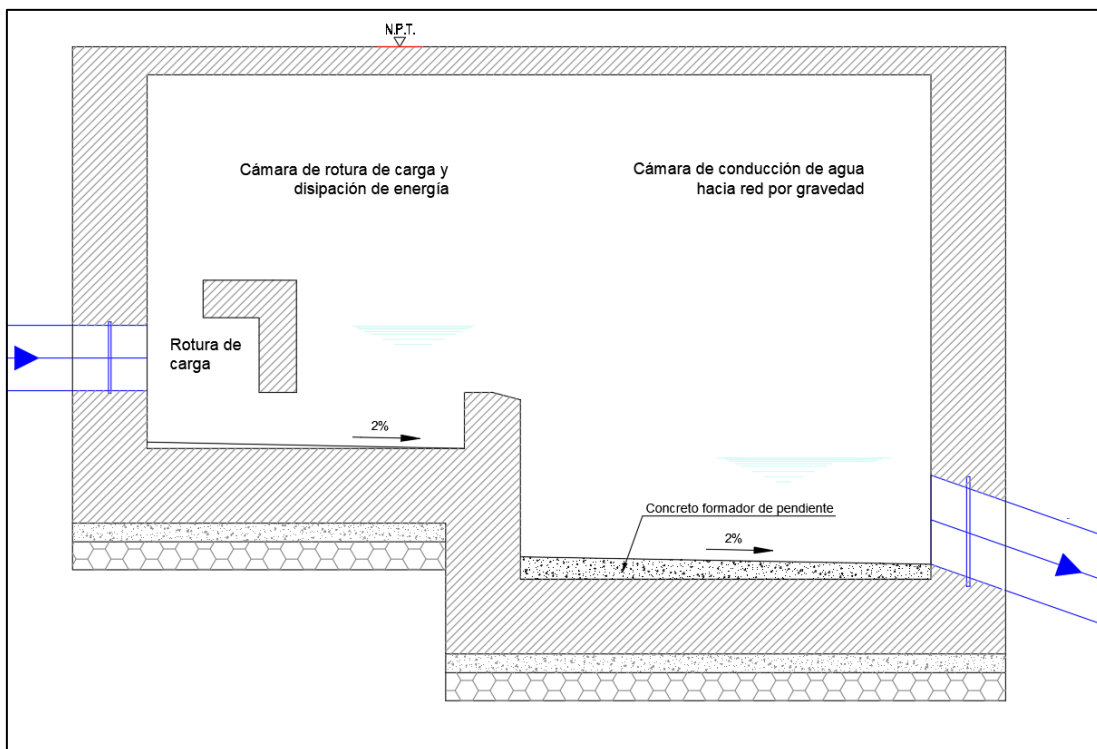 N.P.T.
Cámara de rotura de carga y
disipación de energía
Cámara de conducción de agua
hacia red por gravedad
Rotura de
carga
2%
Concreto formador de pendiente
2%